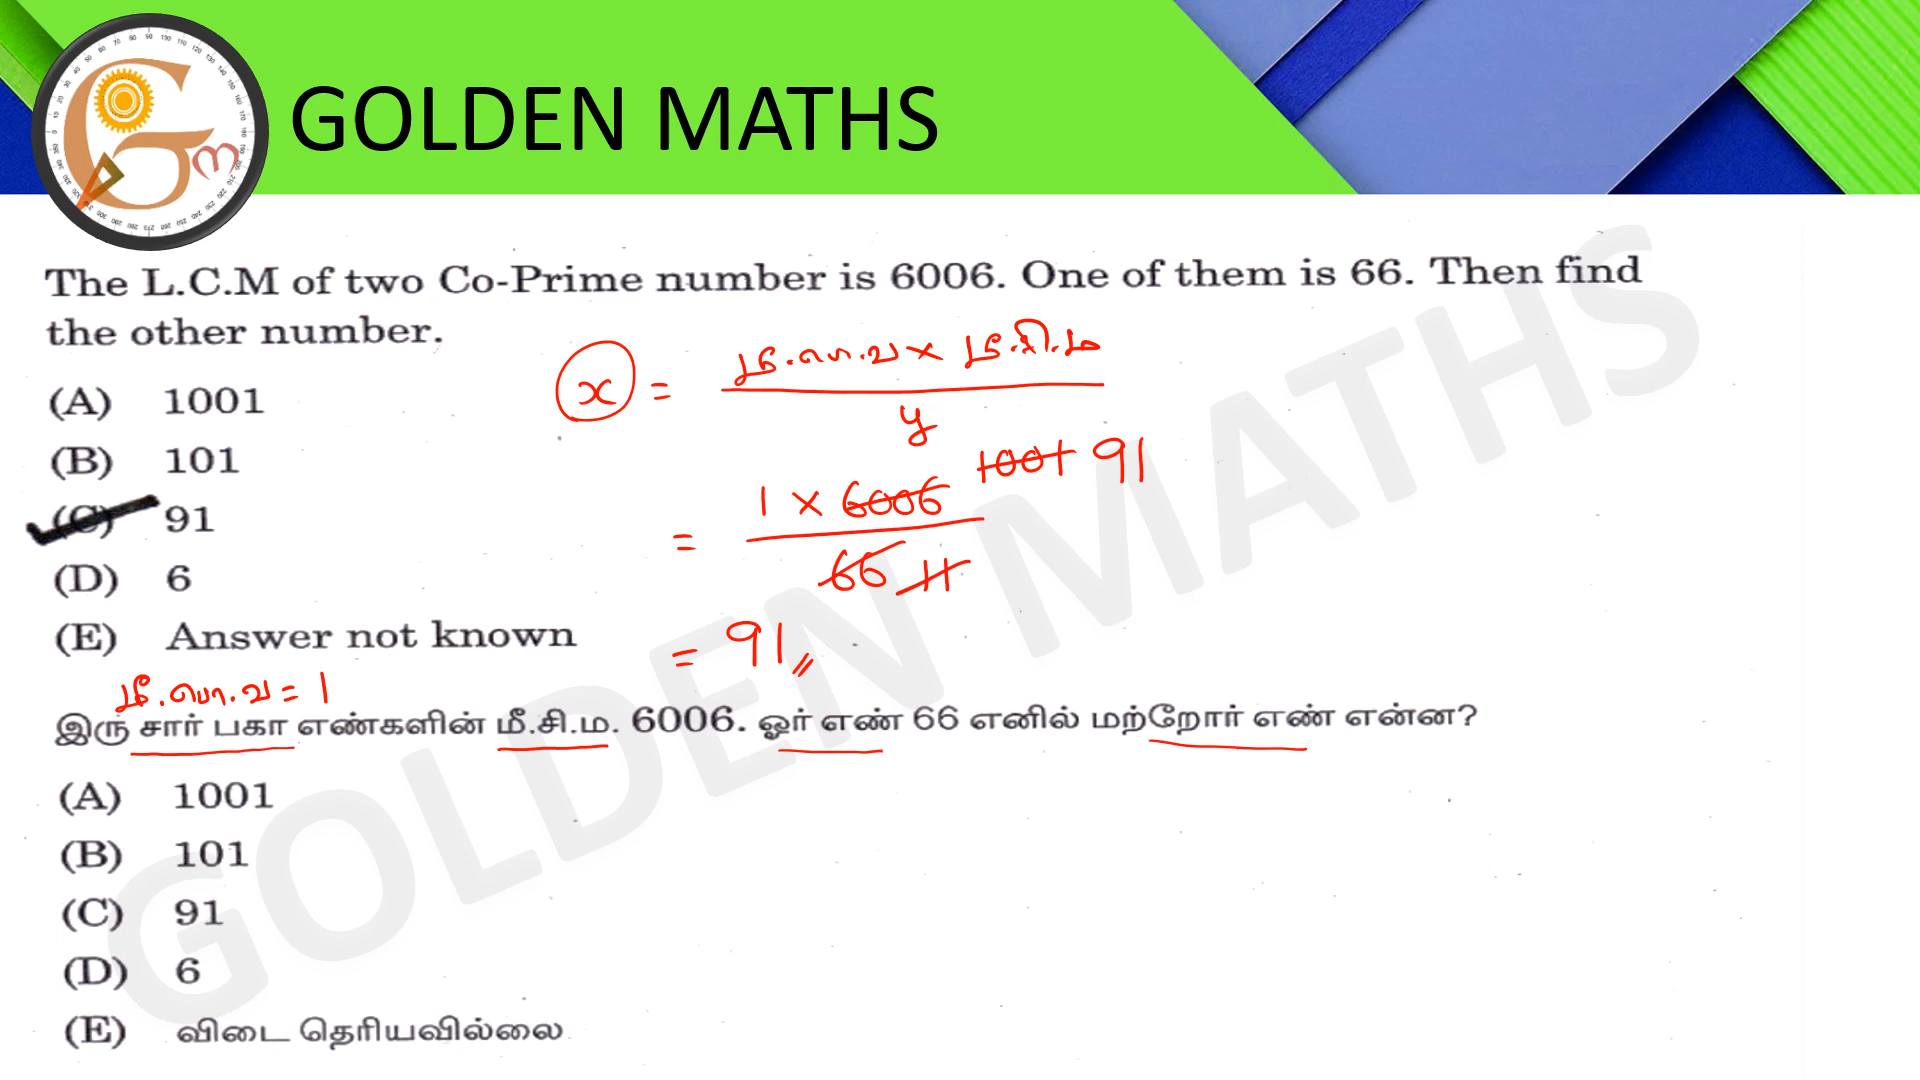 GOLDEN MATHS
The L.C.M of two Co-Prime number is 6006. One of them is 66. Then find
the other number.
(A) 1001
(B) 101
(C) 91
(D) 6
(E) Answer not known
x = மீ.பொ.வ × மீ.சி.ம
y
= 1 × 6006 1001 91
66 11
= 91
மீ.பொ.வ = 1
இரு சார் பகா எண்களின் மீ.சி.ம. 6006. ஓர் எண் 66 எனில் மற்றோர் எண் என்ன?
(A) 1001
(B) 101
(C) 91
(D) 6
(E) விடை தெரியவில்லை
GOLDEN MATHS